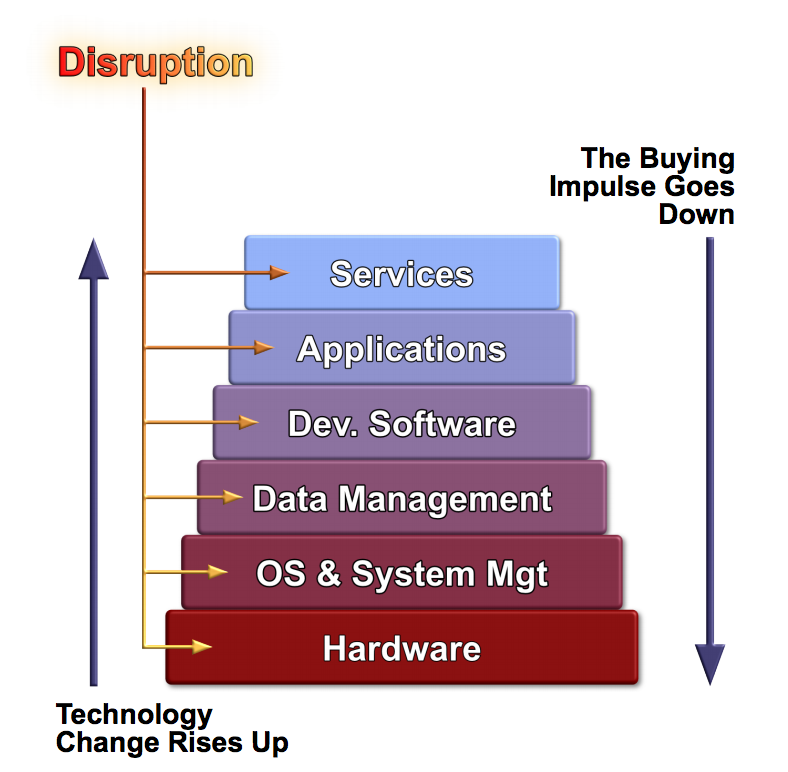 Disruption
The Buying
Impulse Goes
Down
Services
Applications
Dev. Software
Data Management
OS & System Mgt
Hardware
Technology
Change Rises Up